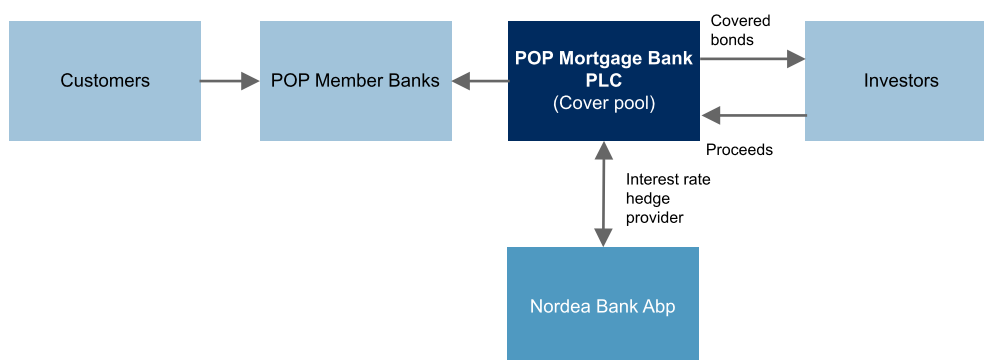 Customers
POP Member Banks
POP Mortgage Bank
PLC
(Cover pool)
Covered
bonds
Investors
Proceeds
Interest rate
hedge
provider
Nordea Bank Abp